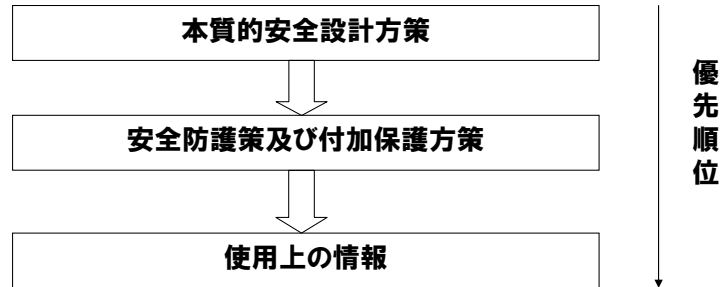 本質的安全設計方策
安全防護策及び付加保護方策
使用上の情報
優先順位